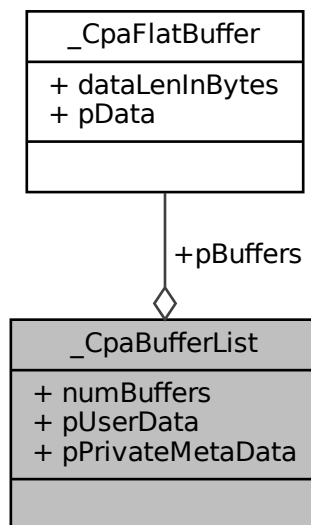 _CpaFlatBuffer
+ dataLenInBytes
+ pData
+pBuffers
_CpaBufferList
+ numBuffers
+ pUserData
+ pPrivateMetaData